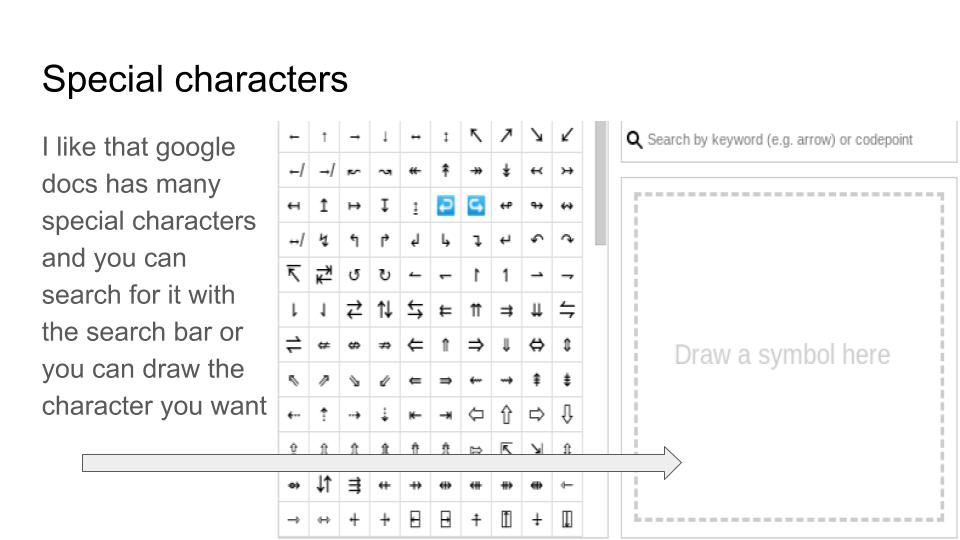 Special characters
I like that google
docs has many
special characters
and you can
search for it with
the search bar or
you can draw the
character you want
Search by keyword (e.g. arrow) or codepoint
Draw a symbol here